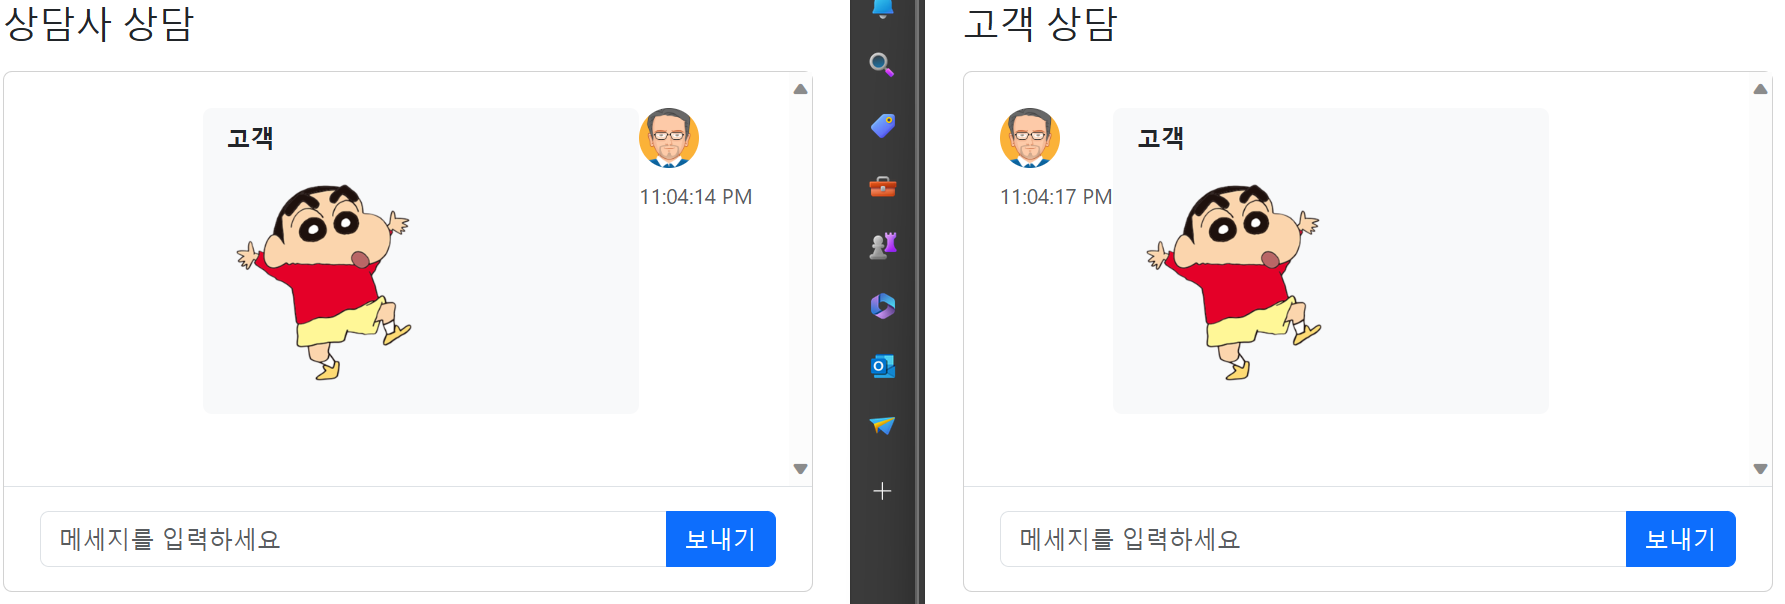 상담사 상담
고객
11:04:14 PM
메세지를 입력하세요
보내기
고객 상담
고객
11:04:17 PM
메세지를 입력하세요
보내기